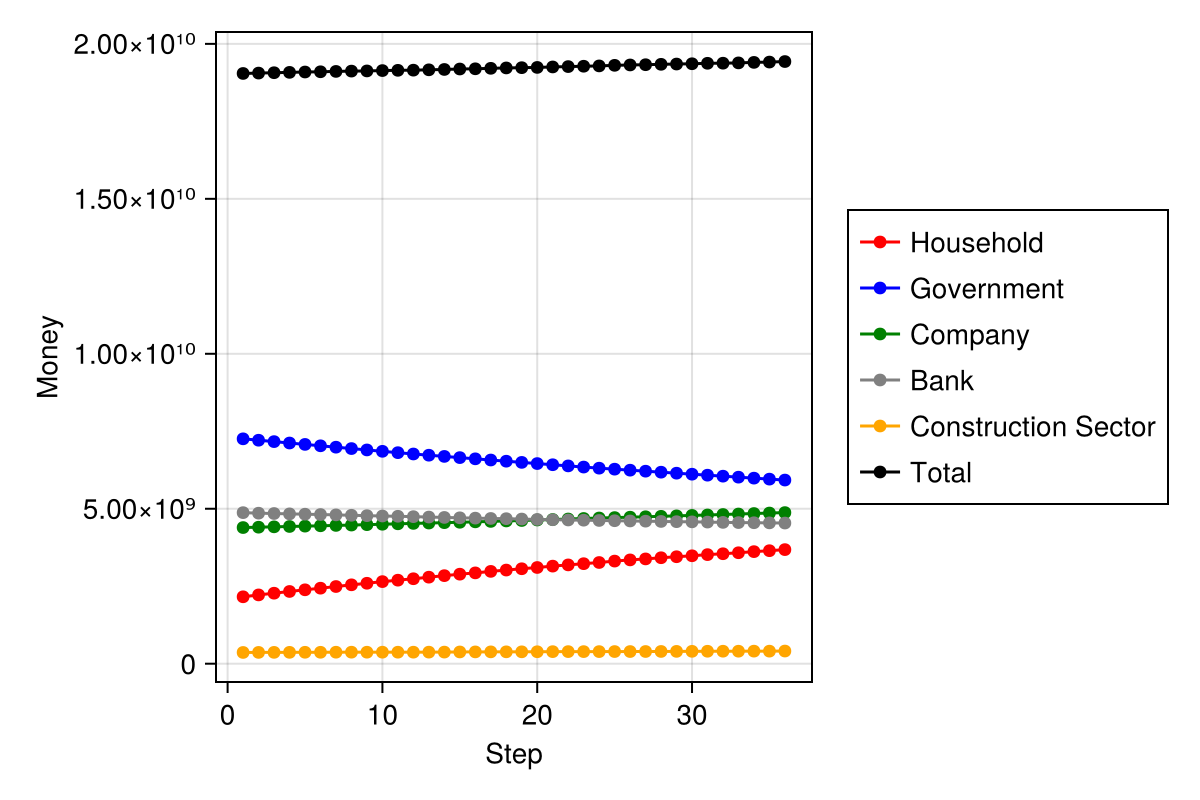 2.00×10¹⁰
1.50×10¹⁰
1.00×10¹⁰
5.00×10⁹
0
Money
0 10 20 30
Step
Household
Government
Company
Bank
Construction Sector
Total